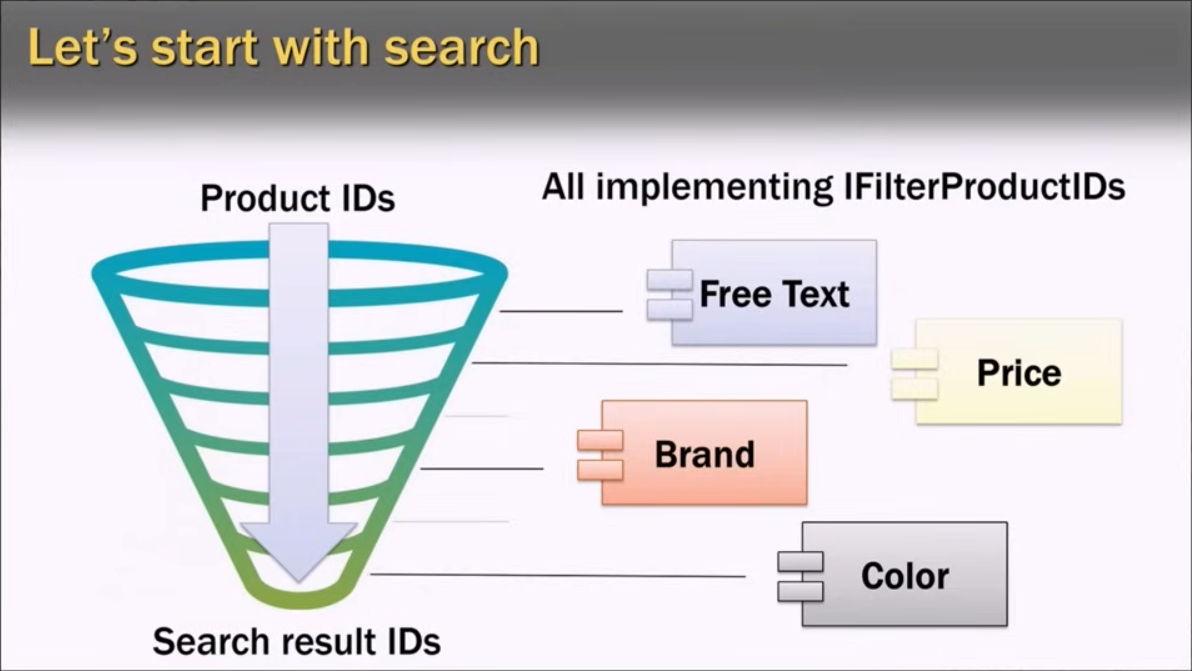 Let's start with search
Product IDs
All implementing IFilterProductIDs
Free Text
Price
Brand
Color
Search result IDs